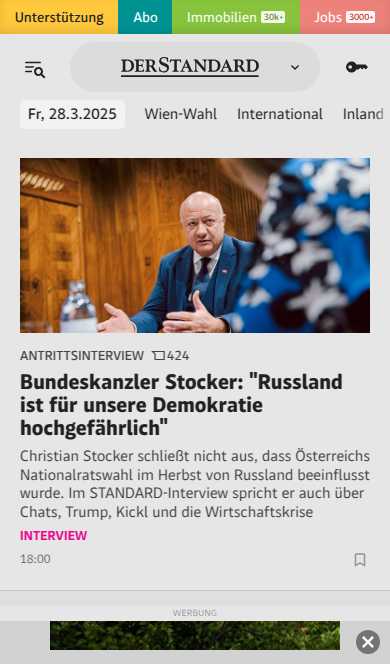 Unterstützung Abo Immobilien 30k+ Jobs 3000+
DERSTANDARD
Fr, 28.3.2025 Wien-Wahl International Inland
ANTRITTSINTERVIEW 424
Bundeskanzler Stocker: "Russland
ist für unsere Demokratie
hochgefährlich"
Christian Stocker schließt nicht aus, dass Österreichs
Nationalratswahl im Herbst von Russland beeinflusst
wurde. Im STANDARD-Interview spricht er auch über
Chats, Trump, Kickl und die Wirtschaftskrise
INTERVIEW
18:00
WERBUNG